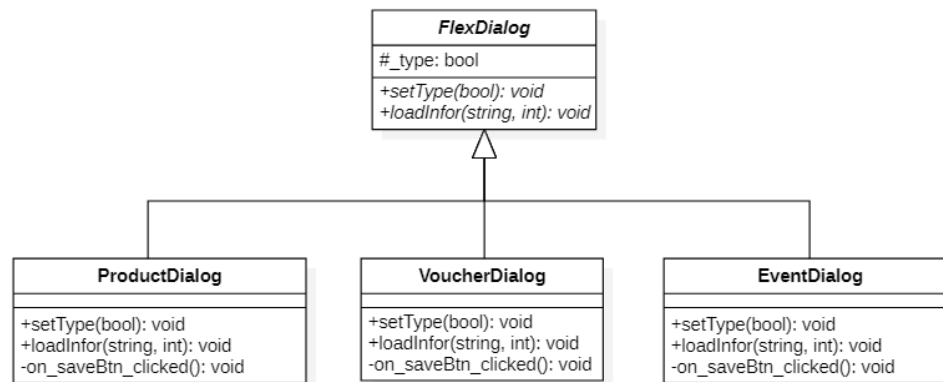 FlexDialog
#_type: bool
+setType(bool): void
+loadInfor(string, int): void
ProductDialog
+setType(bool): void
+loadInfor(string, int): void
-on_saveBtn_clicked(): void
VoucherDialog
+setType(bool): void
+loadInfor(string, int): void
-on_saveBtn_clicked(): void
EventDialog
+setType(bool): void
+loadInfor(string, int): void
-on_saveBtn_clicked(): void